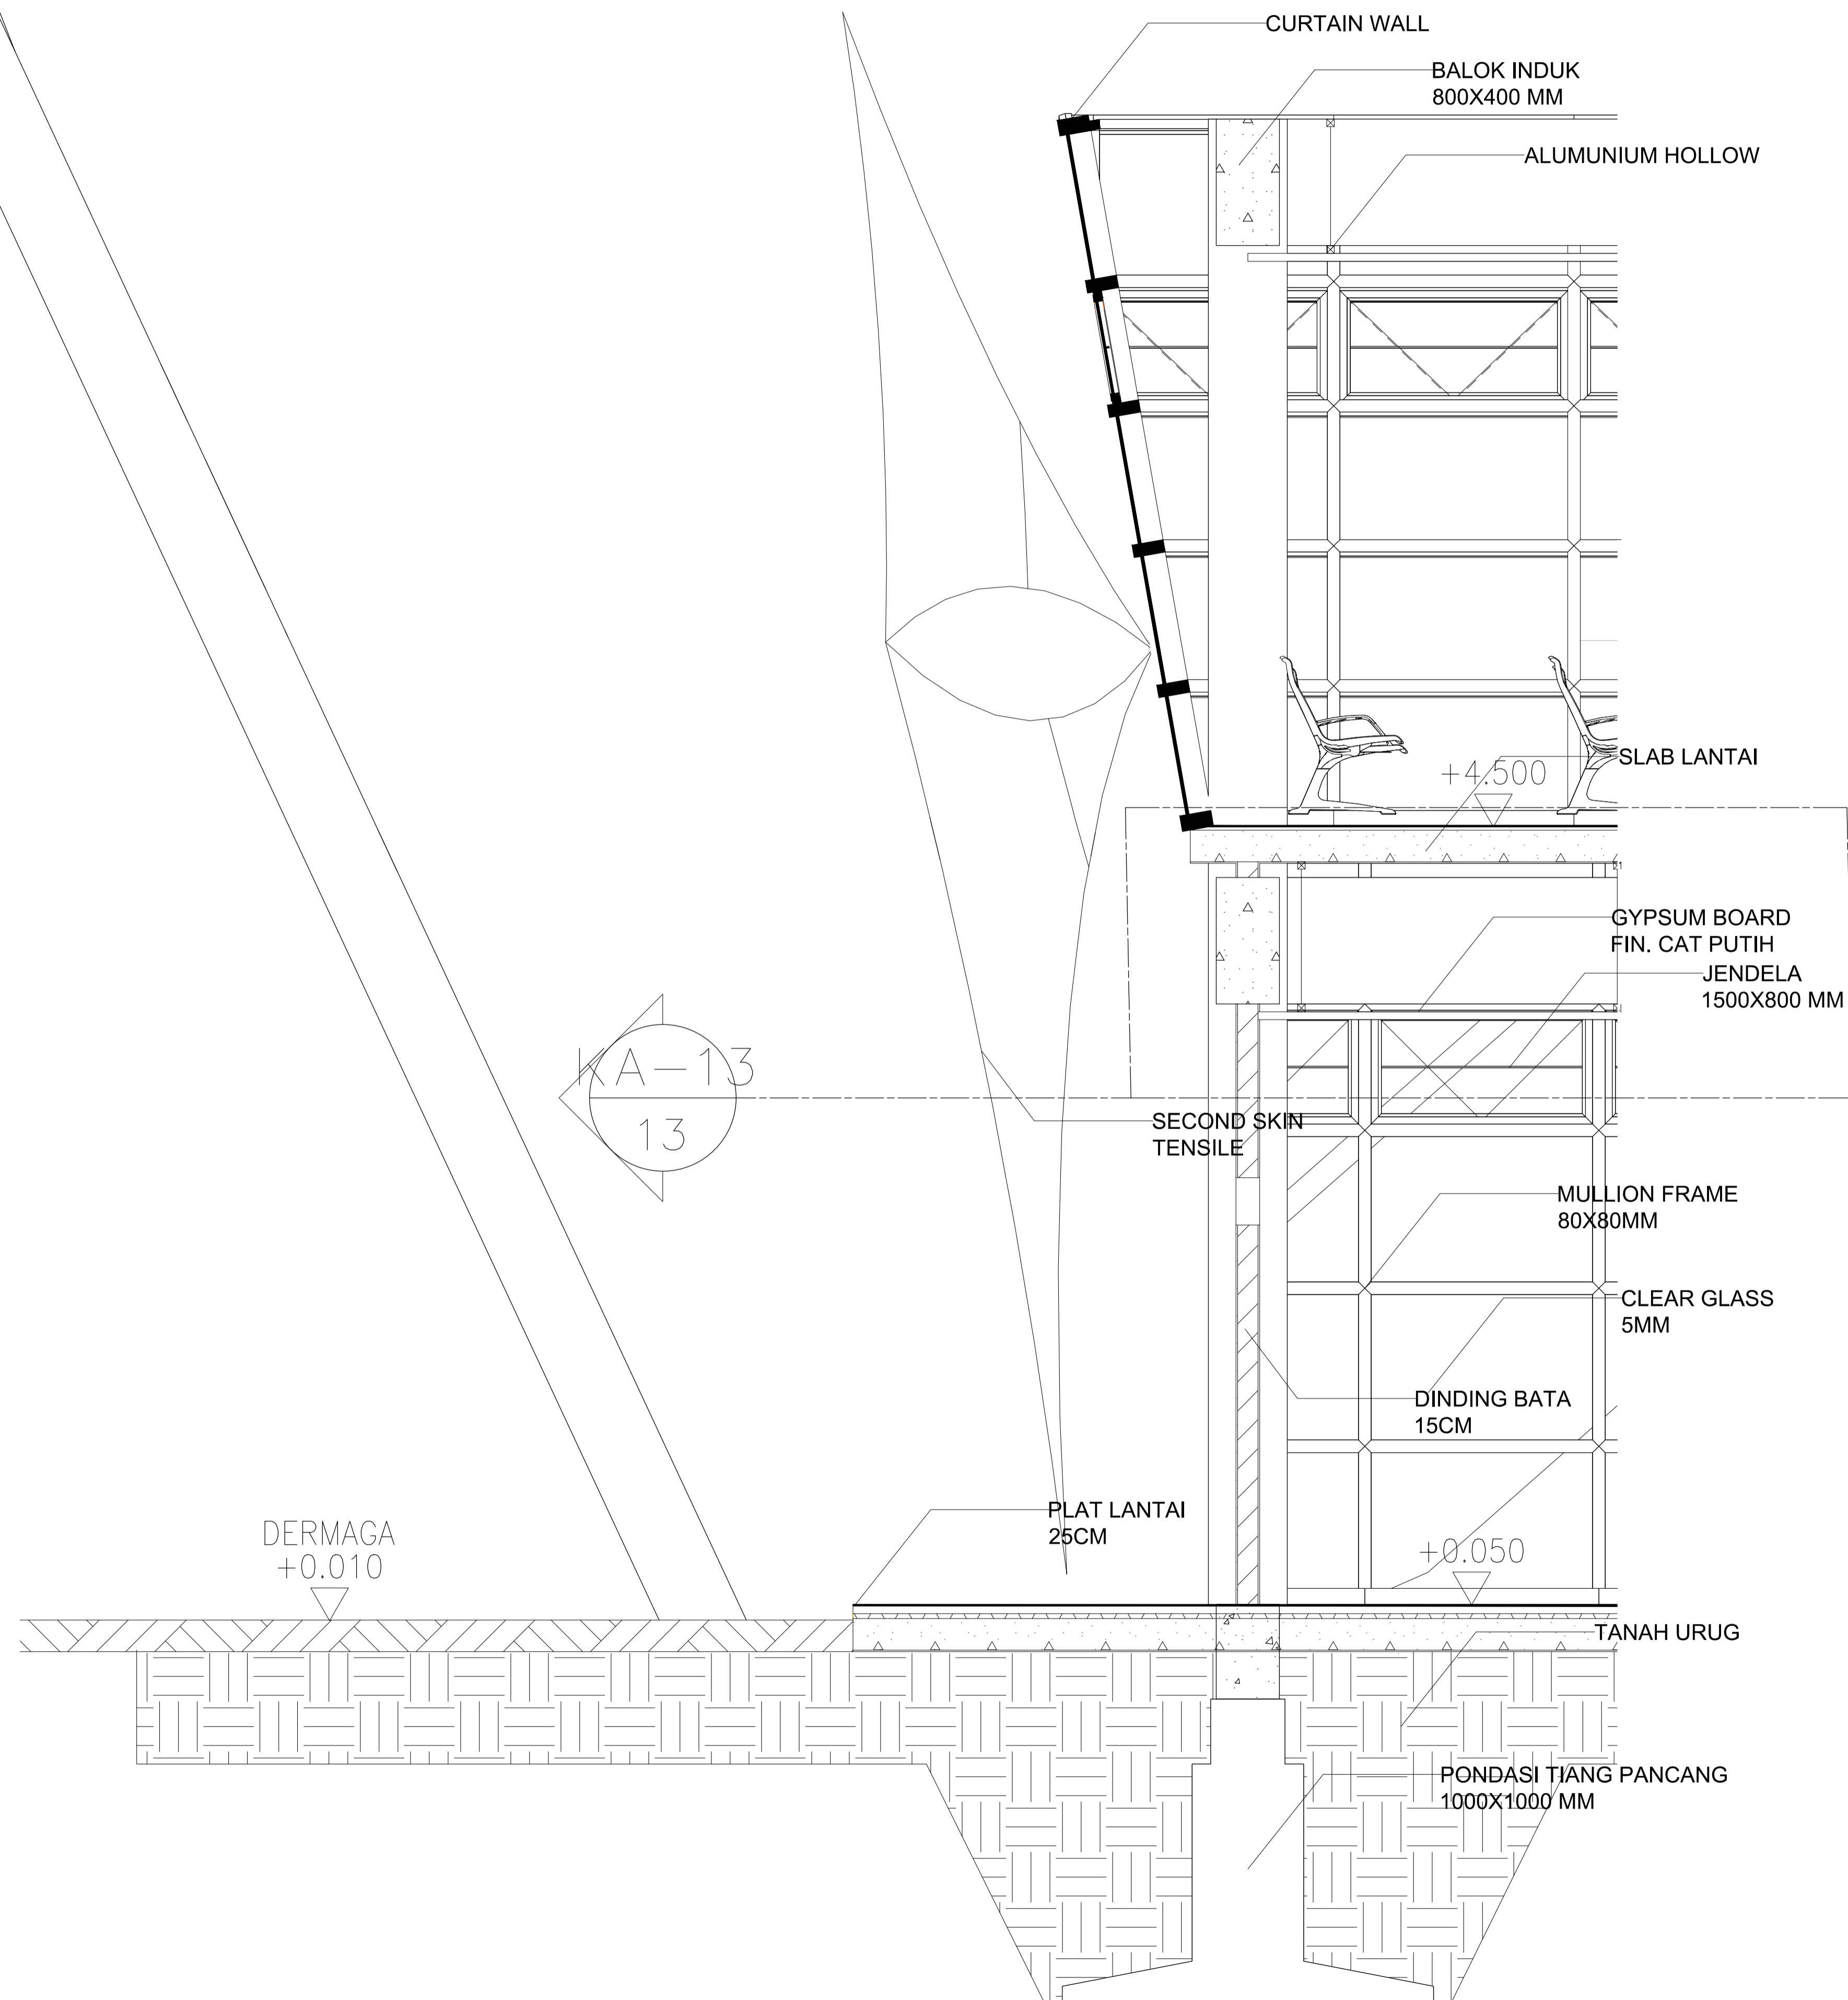 CURTAIN WALL
BALOK INDUK
800X400 MM
ALUMUNIUM HOLLOW
SLAB LANTAI
+4.500
GYPSUM BOARD
FIN. CAT PUTIH
JENDELA
1500X800 MM
KA-13
13
SECOND SKIN
TENSILE
MULLION FRAME
80X80MM
CLEAR GLASS
5MM
DINDING BATA
15CM
PLAT LANTAI
25CM
DERMAGA
+0.010
+0.050
TANAH URUG
PONDASI TIANG PANCANG
1000X1000 MM